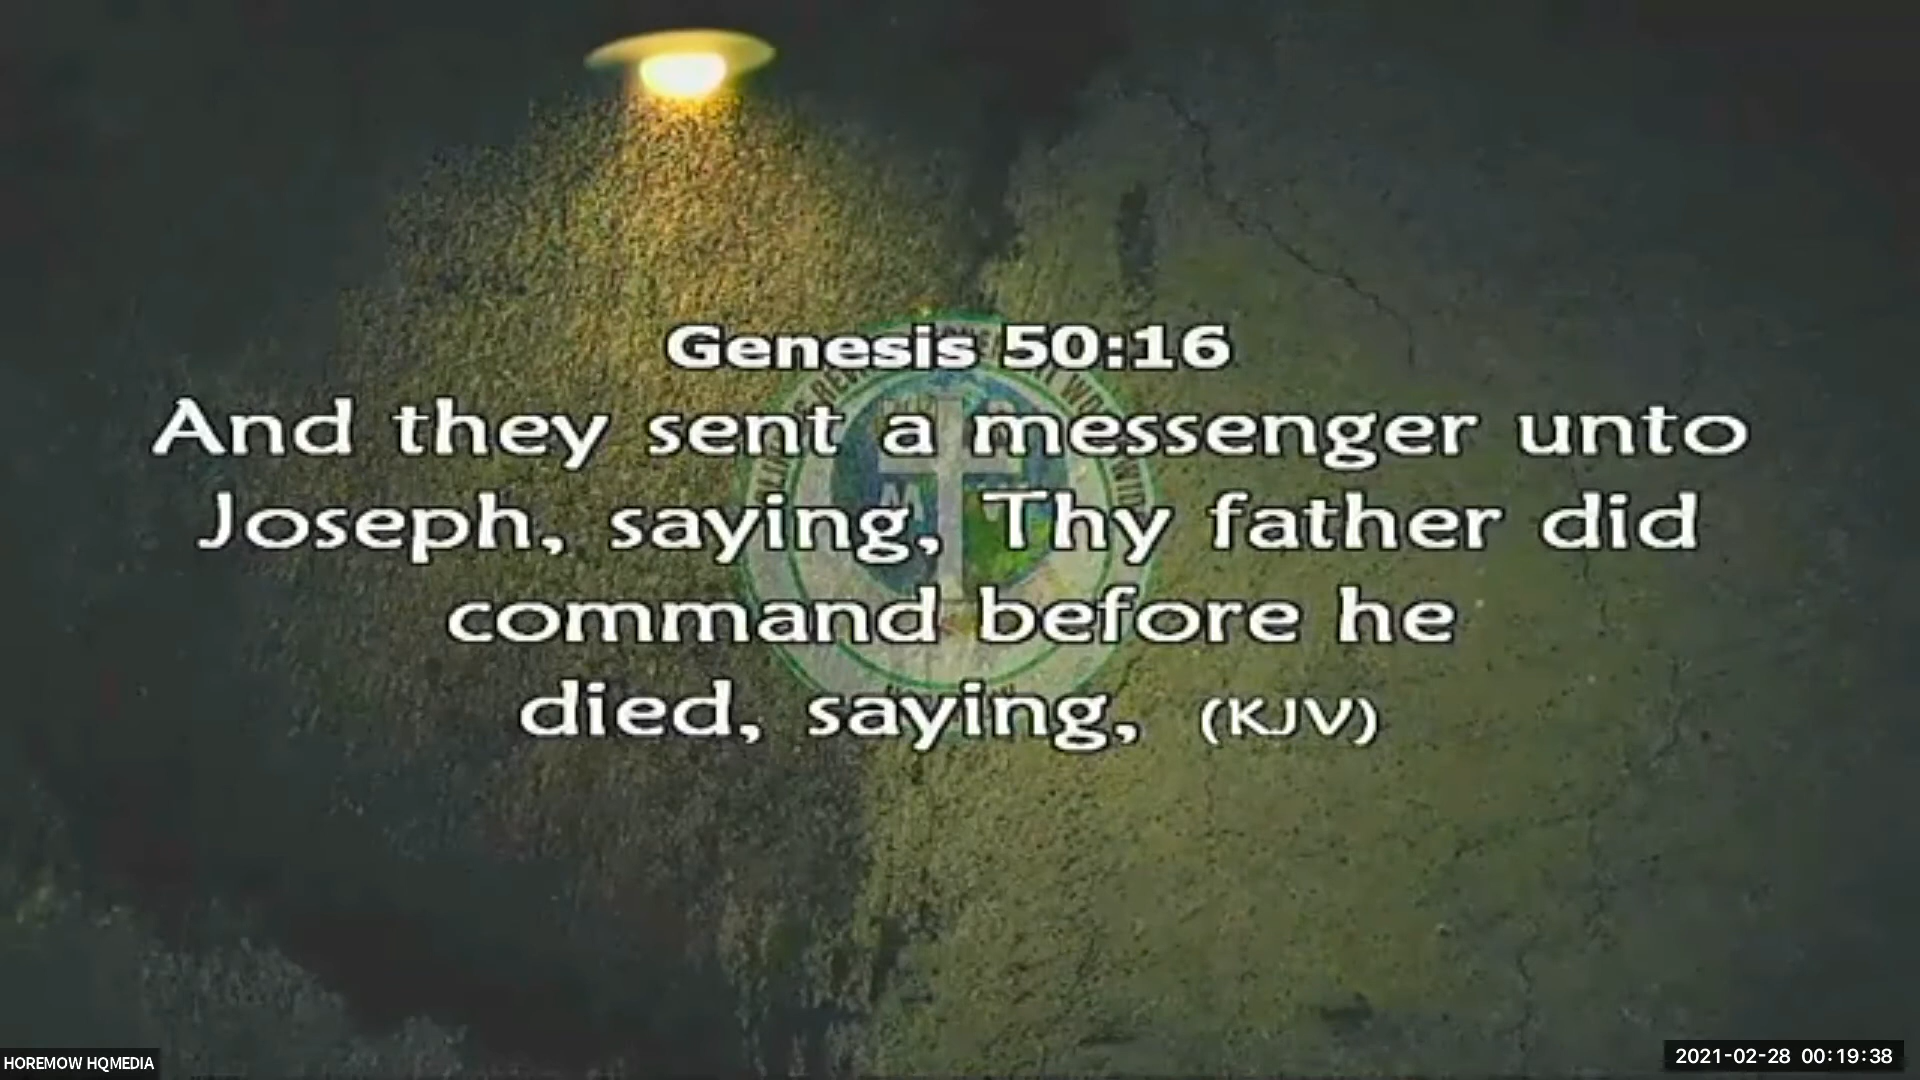 Genesis 50:16
And they sent a messenger unto
Joseph, saying, Thy father did
command before he
died, saying, (KJV)
HOREMOW HQMEDIA
2021-02-28 00:19:38